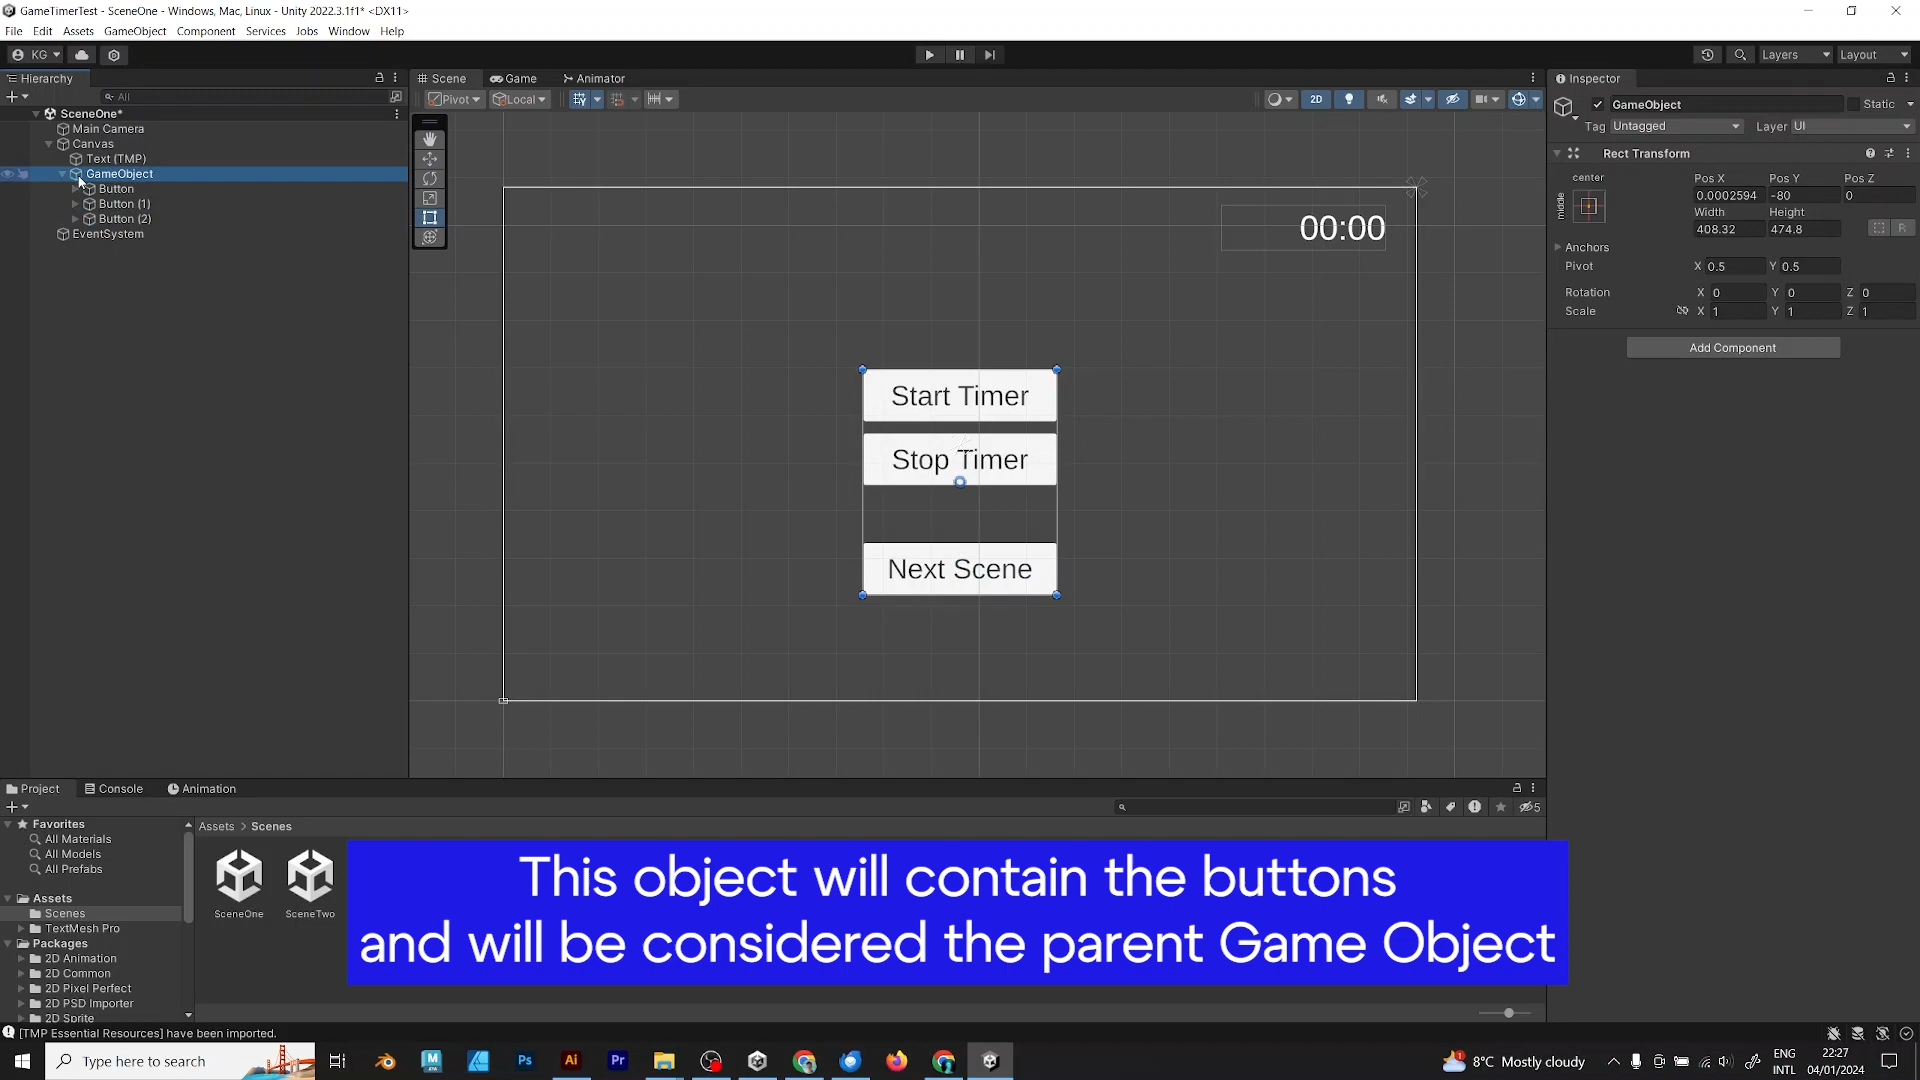 GameTimerTest - SceneOne - Windows, Mac, Linux - Unity 2022.3.1f1* <DX11>
File Edit Assets GameObject Component Services Jobs Window Help
KG
Layers
Layout
Hierarchy
Scene
Game
Animator
Inspector
All
Pivot
Local
2D
SceneOne*
Main Camera
Canvas
Text (TMP)
GameObject
Button
Button (1)
Button (2)
EventSystem
00:00
Start Timer
Stop Timer
Next Scene
GameObject
Static
Tag Untagged
Layer UI
Rect Transform
center
middle
Pos X Pos Y Pos Z
0.0002594 -80 0
Width Height
408.32 474.8
R
Anchors
Pivot X 0.5 Y 0.5
Rotation X 0 Y 0 Z 0
Scale X 1 Y 1 Z 1
Add Component
Project
Console
Animation
5
Favorites
All Materials
All Models
All Prefabs
Assets
Scenes
TextMesh Pro
Packages
2D Animation
2D Common
2D Pixel Perfect
2D PSD Importer
2D Sprite
Assets > Scenes
SceneOne
SceneTwo
This object will contain the buttons
and will be considered the parent Game Object
[TMP Essential Resources] have been imported.
Type here to search
Ps
Ai
Pr
1
8°C Mostly cloudy
ENG
INTL
22:27
04/01/2024